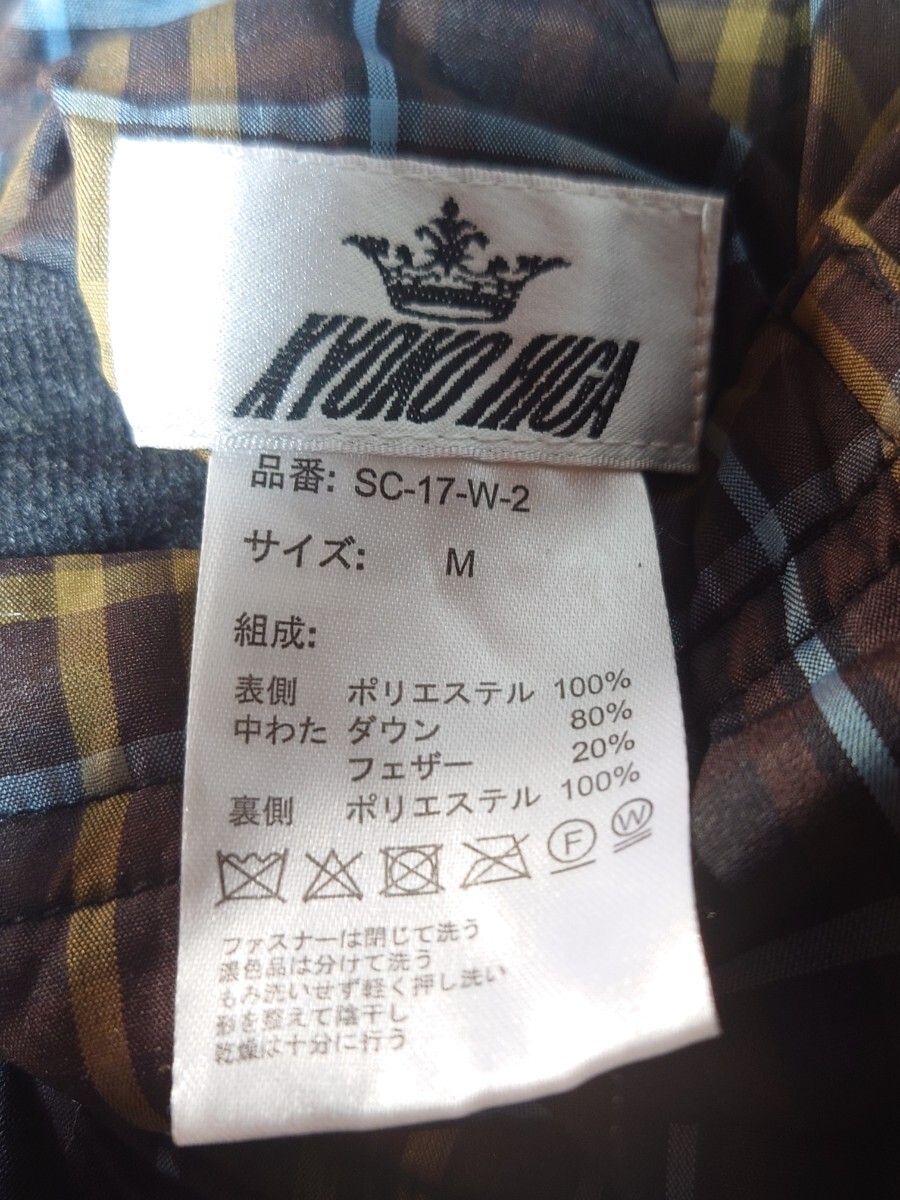 KYOKO HIGA
品番: SC-17-W-2
サイズ: M
組成:
表側 ポリエステル 100%
中わた ダウン 80%
フェザー 20%
裏側 ポリエステル 100%
F W
ファスナーは閉じて洗う
濃色品は分けて洗う
もみ洗いせず軽く押し洗い
形を整えて陰干し
乾燥は十分に行う